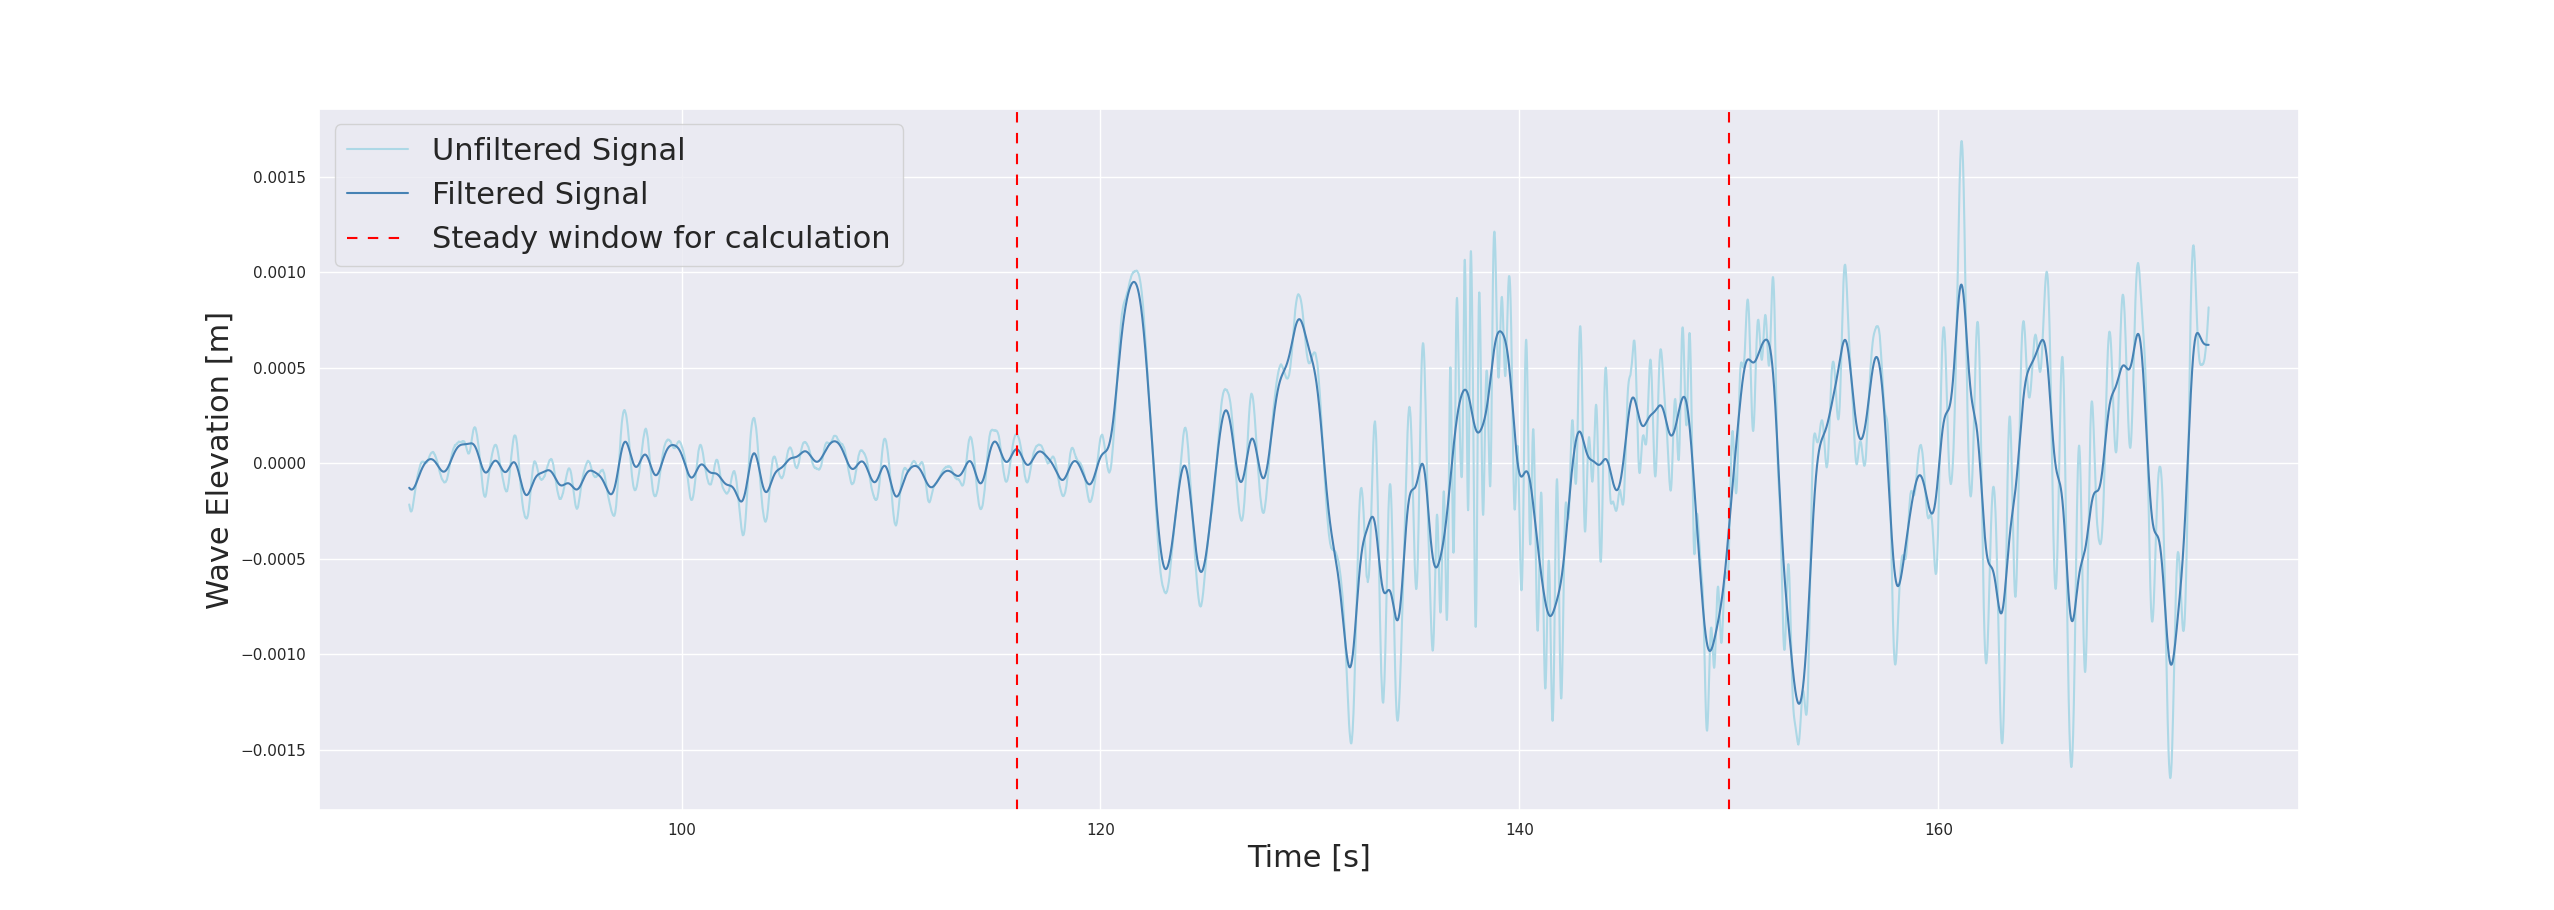 Unfiltered Signal
Filtered Signal
Steady window for calculation
Wave Elevation [m]
0.0015
0.0010
0.0005
0.0000
−0.0005
−0.0010
−0.0015
100 120 140 160
Time [s]